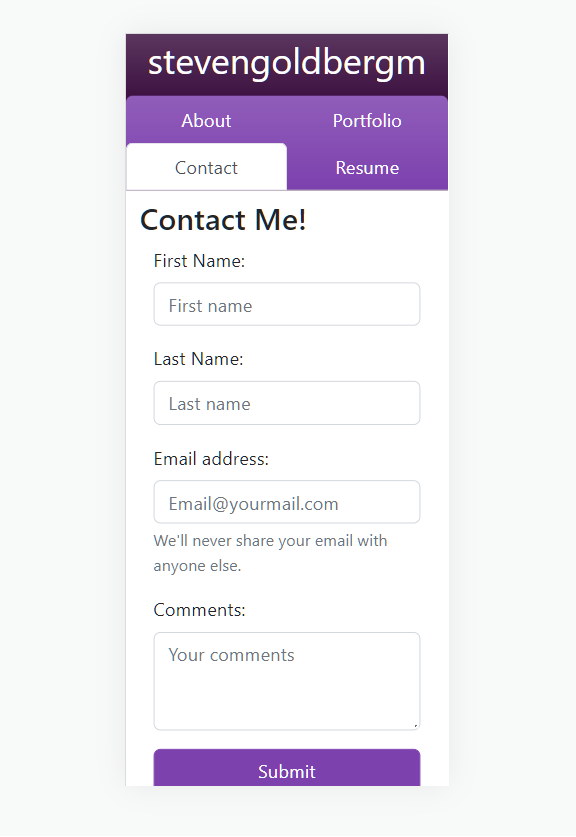 stevengoldbergm
About Portfolio
Contact Resume
Contact Me!
First Name:
First name
Last Name:
Last name
Email address:
Email@yourmail.com
We'll never share your email with
anyone else.
Comments:
Your comments
Submit